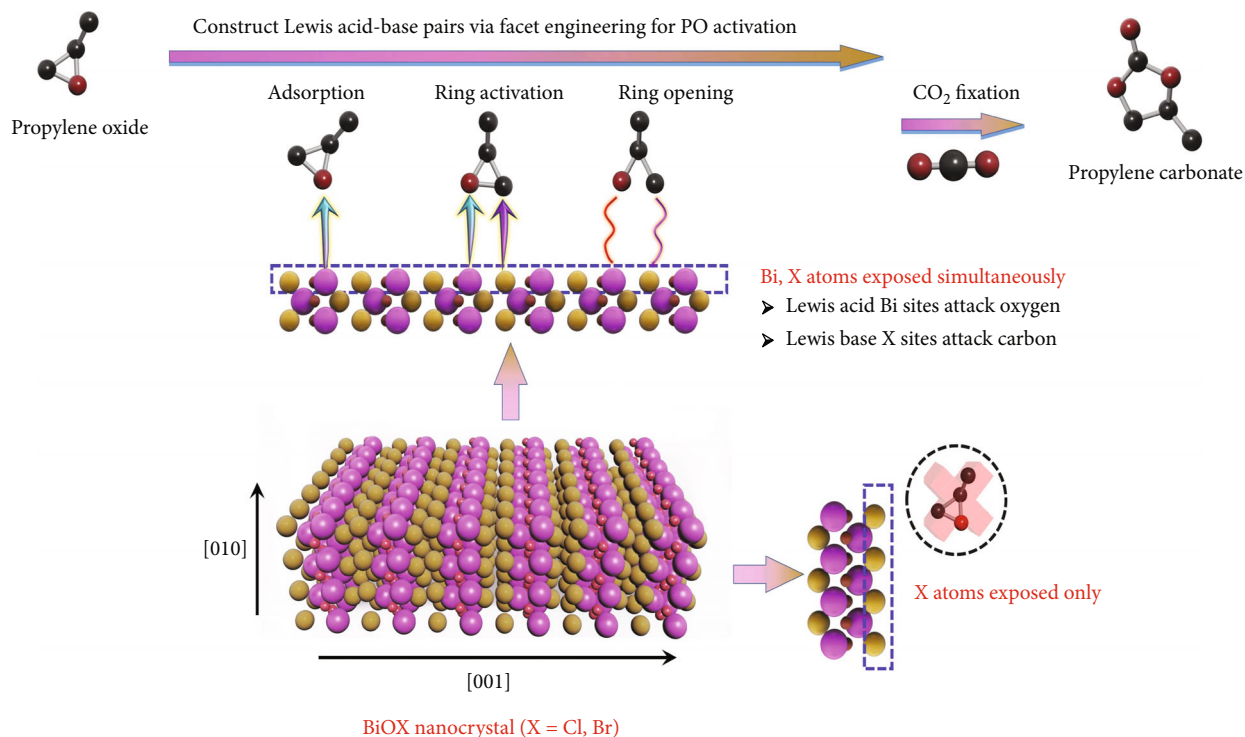 Construct Lewis acid-base pairs via facet engineering for PO activation
Propylene oxide
Adsorption
Ring activation
Ring opening
CO₂ fixation
Propylene carbonate
Bi, X atoms exposed simultaneously
➤ Lewis acid Bi sites attack oxygen
➤ Lewis base X sites attack carbon
[010]
[001]
X atoms exposed only
BiOX nanocrystal (X = Cl, Br)